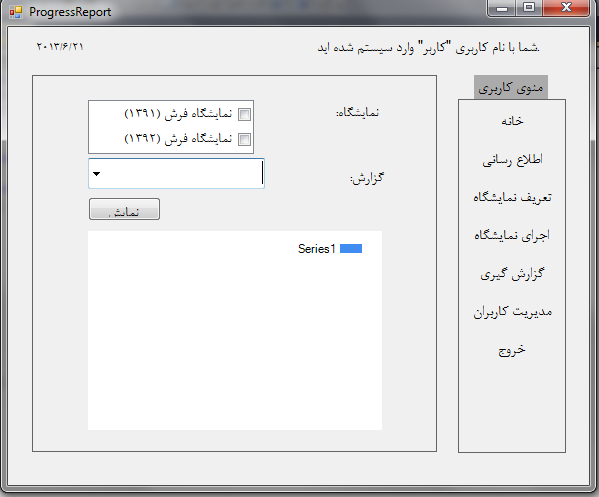 ProgressReport
شما با نام کاربری "کاربر" وارد سیستم شده اید.
۲۰۱۳/۶/۲۱
منوی کاربری
خانه
اطلاع رسانی
تعریف نمایشگاه
اجرای نمایشگاه
گزارش گیری
مدیریت کاربران
خروج
نمایشگاه:
نمایشگاه فرش (۱۳۹۱)
نمایشگاه فرش (۱۳۹۲)
گزارش:
نمایش
Series1